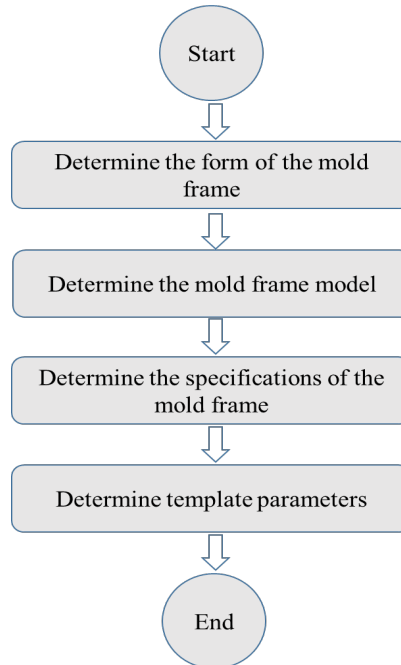 Start
Determine the form of the mold
frame
Determine the mold frame model
Determine the specifications of the
mold frame
Determine template parameters
End